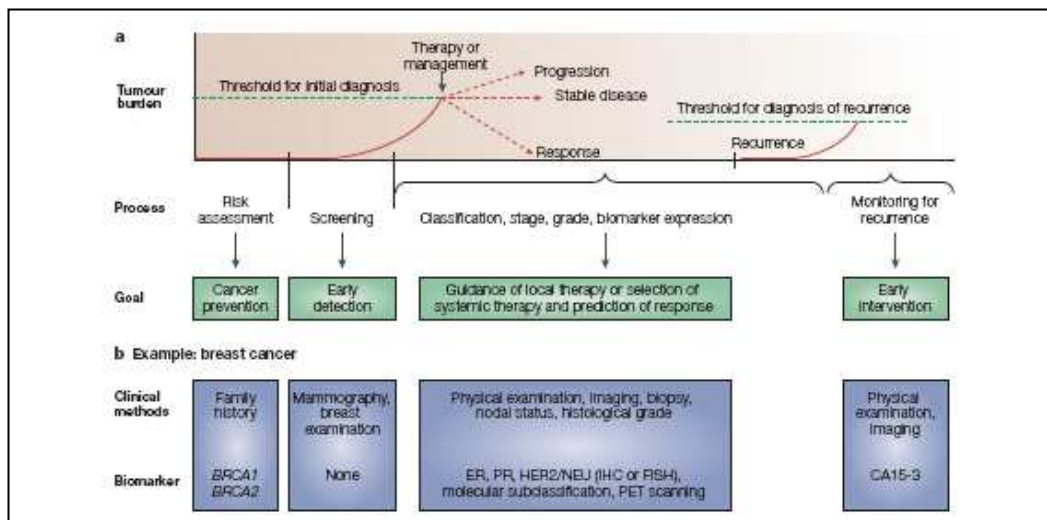 a
Therapy or
management
Progression
Threshold for initial diagnosis
Tumour
burden
Stable disease
Threshold for diagnosis of recurrence
Response
Recurrence
Process
Risk
assessment
Screening
Classification, stage, grade, biomarker expression
Monitoring for
recurrence
Goal
Cancer
prevention
Early
detection
Guidance of local therapy or selection of
systemic therapy and prediction of response
Early
intervention
b Example: breast cancer
Clinical
methods
Family
history
Mammography,
breast
examination
Physical examination, imaging, biopsy,
nodal status, histological grade
Physical
examination,
imaging
Biomarker
BRCA1
BRCA2
None
ER, PR, HER2/NEU (IHC or FISH),
molecular subclassification, PET scanning
CA15-3